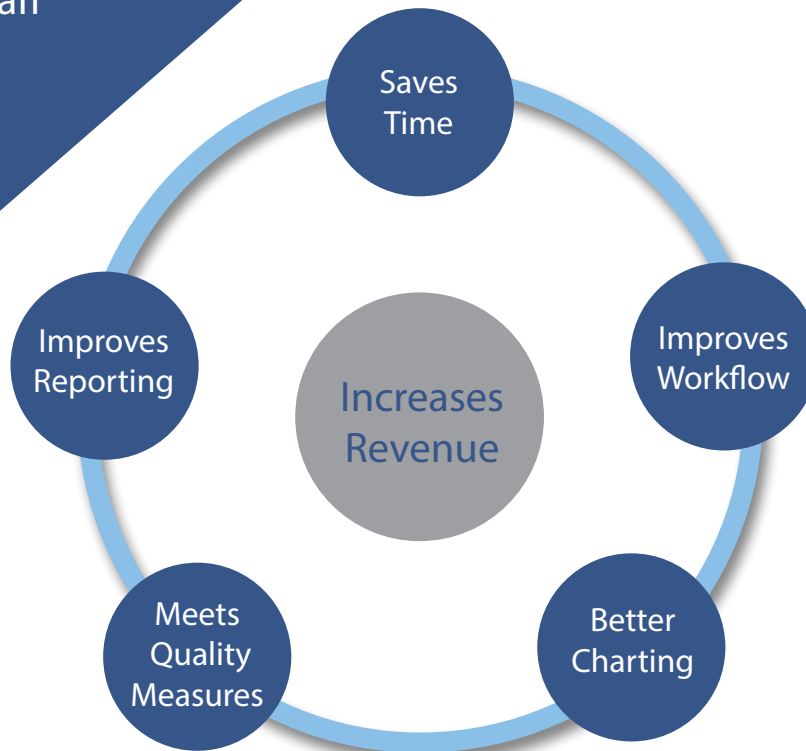 Saves
Time
Improves
Workflow
Better
Charting
Meets
Quality
Measures
Improves
Reporting
Increases
Revenue